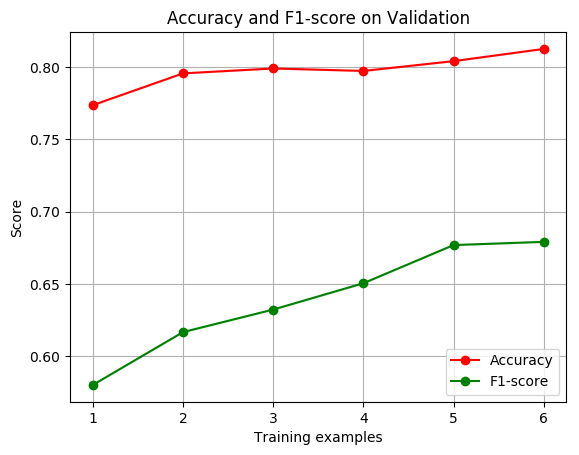 Accuracy and F1-score on Validation
0.80
0.75
0.70
0.65
0.60
Score
Accuracy
F1-score
1 2 3 4 5 6
Training examples